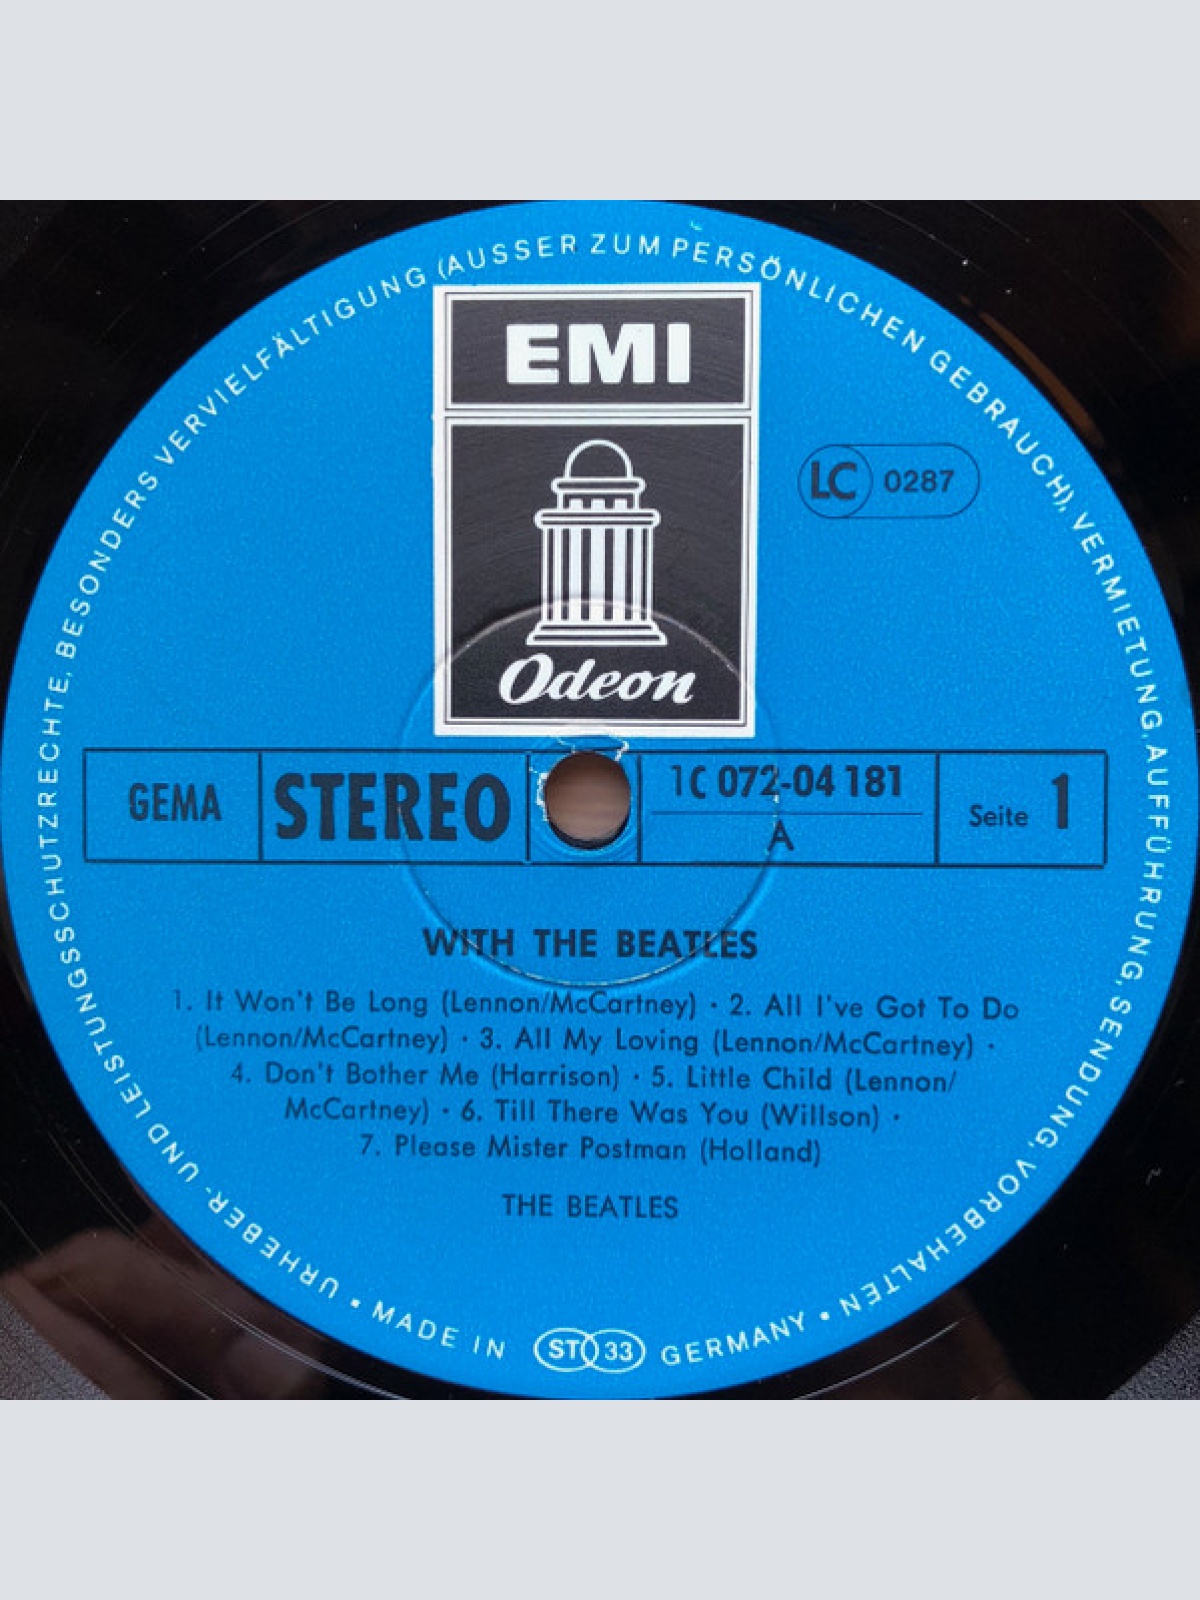 URHEBER- UND LEISTUNGSSCHUTZRECHTE, BESONDERS VERVIELFÄLTIGUNG (AUSSER ZUM PERSÖNLICHEN GEBRAUCH), VERMIETUNG, AUFFÜHRUNG, SENDUNG, VORBEHALTEN
EMI
Odeon
LC 0287
GEMA STEREO 1C 072-04 181 Seite 1
A
WITH THE BEATLES
1. It Won't Be Long (Lennon/McCartney) · 2. All I've Got To Do
(Lennon/McCartney) · 3. All My Loving (Lennon/McCartney) ·
4. Don't Bother Me (Harrison) · 5. Little Child (Lennon/
McCartney) · 6. Till There Was You (Willson) ·
7. Please Mister Postman (Holland)
THE BEATLES
• MADE IN ST 33 GERMANY •